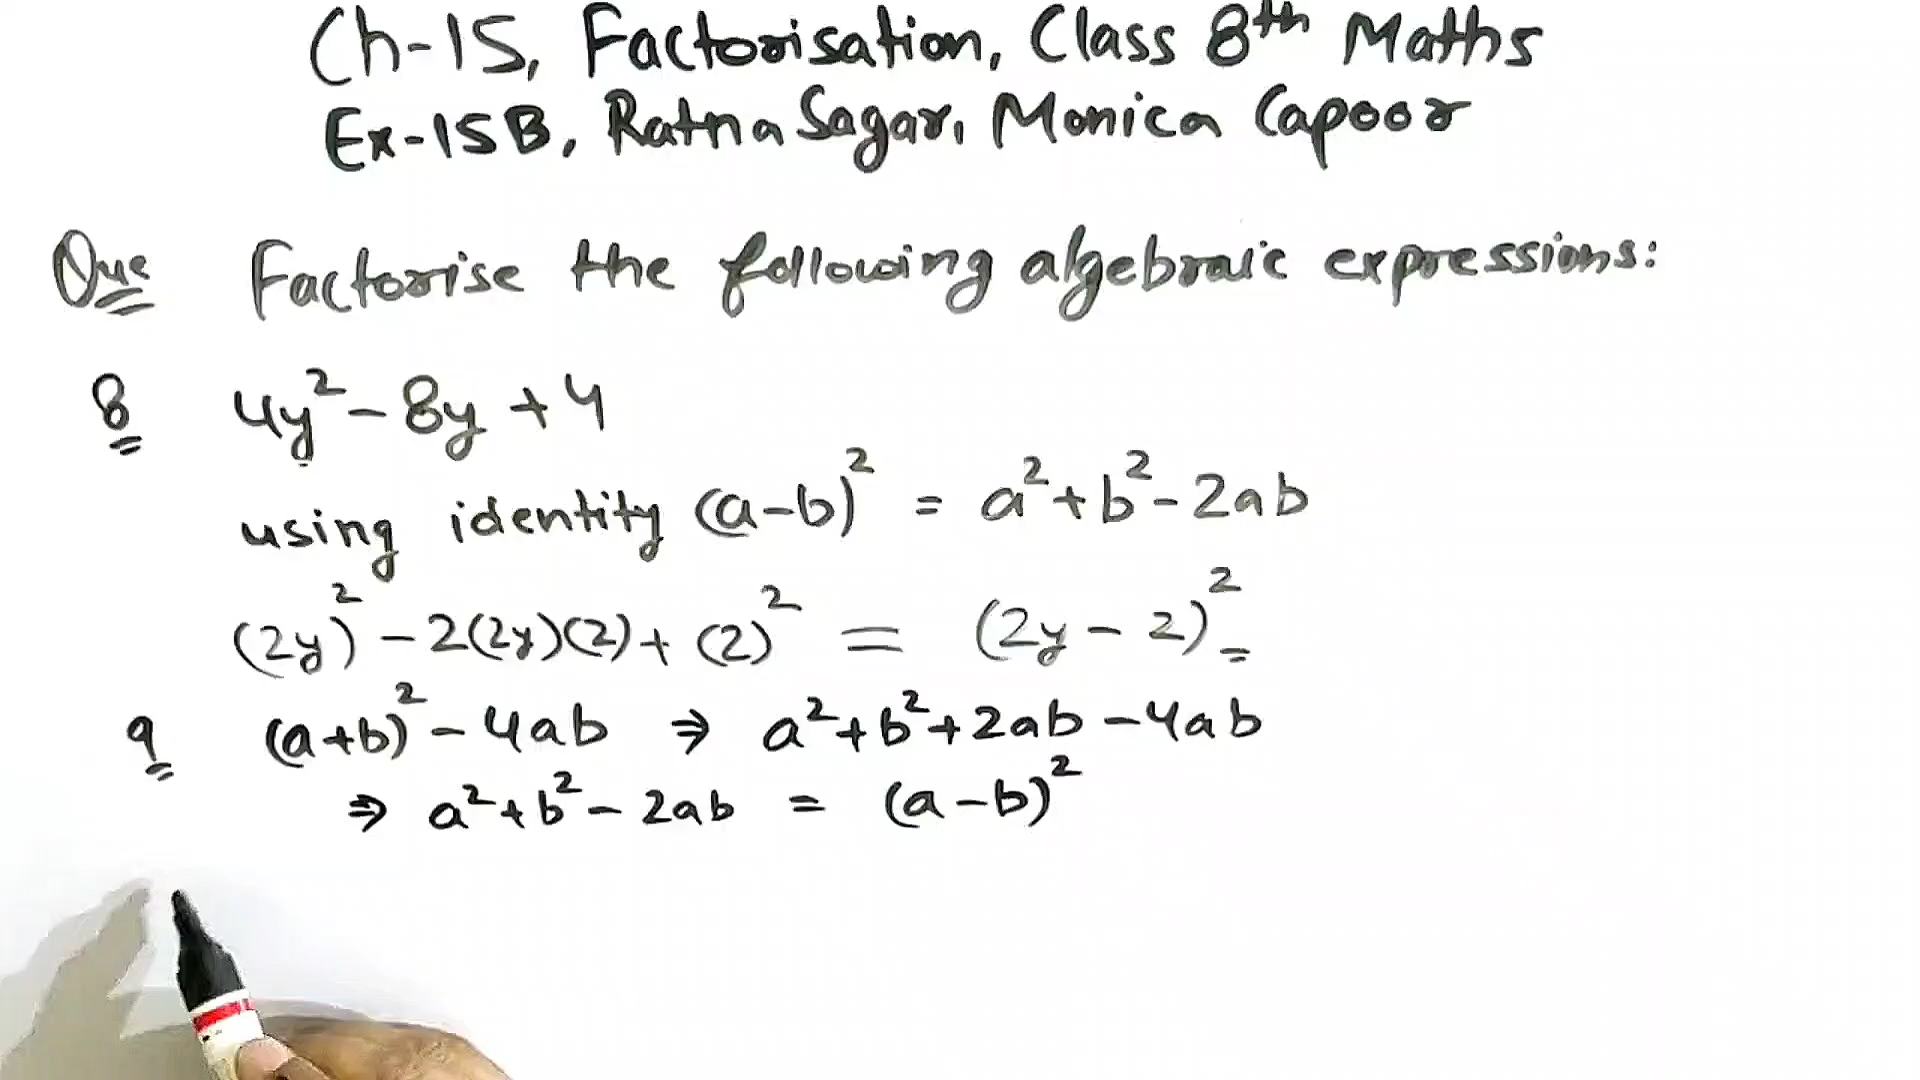 Ch-15, Factorisation, Class 8th Maths
Ex-15B, Ratna Sagar, Monica Capoor
Que Factorise the following algebraic expressions:
8 4y² - 8y + 4
using identity (a-b)² = a²+b²-2ab
(2y)² - 2(2y)(2) + (2)² = (2y - 2)²
9 (a+b)² - 4ab ⇒ a²+b²+2ab-4ab
⇒ a²+b²-2ab = (a-b)²